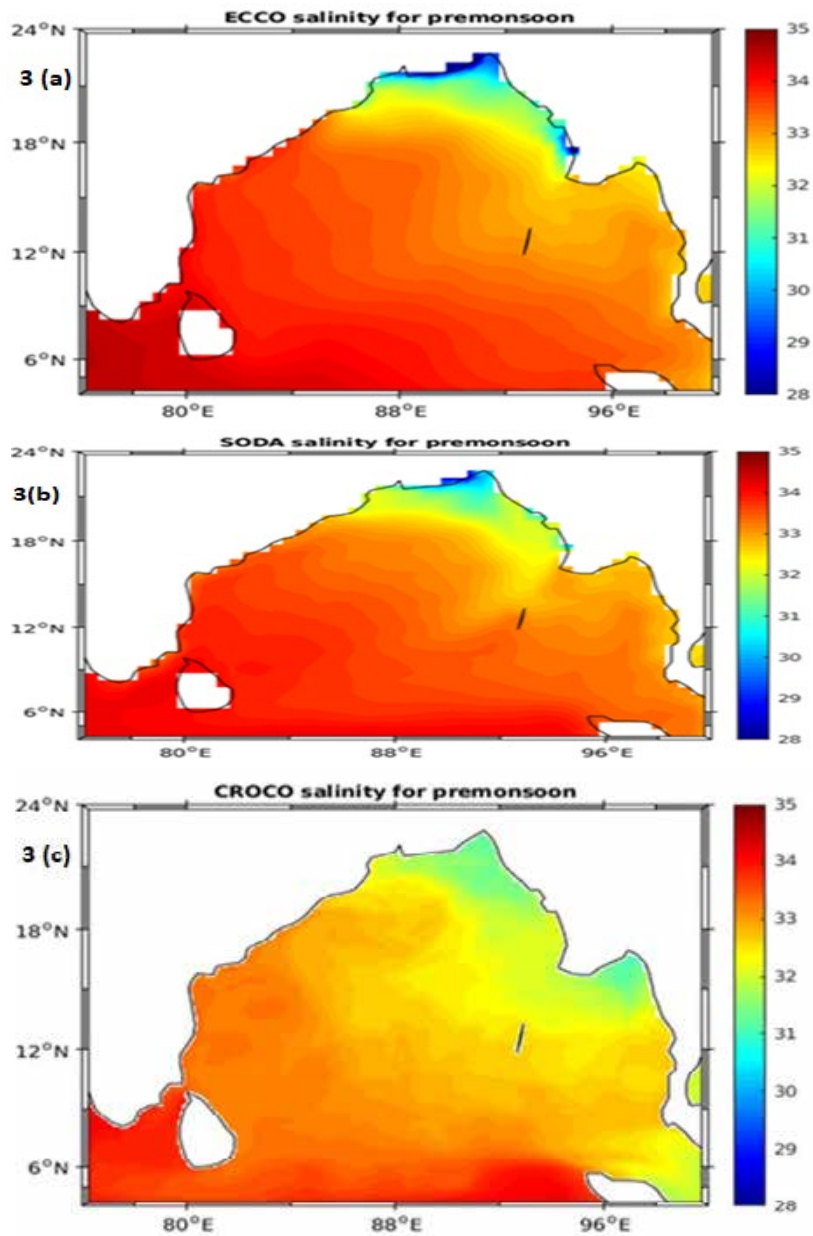 ECCO salinity for premonsoon
3 (a)
24°N
18°N
12°N
6°N
80°E 88°E 96°E
35
34
33
32
31
30
29
28
SODA salinity for premonsoon
3(b)
24°N
18°N
12°N
6°N
80°E 88°E 96°E
35
34
33
32
31
30
29
28
CROCO salinity for premonsoon
3 (c)
24°N
18°N
12°N
6°N
80°E 88°E 96°E
35
34
33
32
31
30
29
28